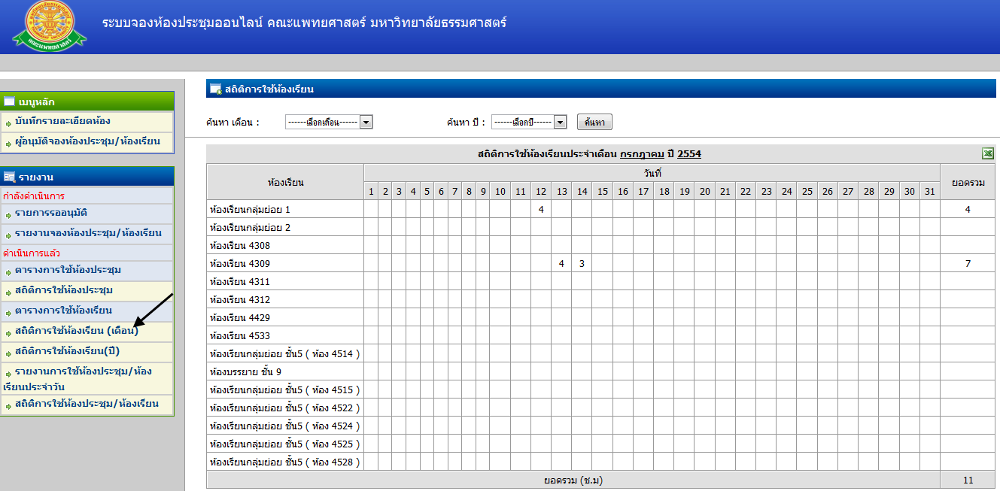 ระบบจองห้องประชุมออนไลน์ คณะแพทยศาสตร์ มหาวิทยาลัยธรรมศาสตร์
เมนูหลัก
บันทึกรายละเอียดห้อง
ผู้อนุมัติจองห้องประชุม/ห้องเรียน
รายงาน
กำลังดำเนินการ
รายการรออนุมัติ
รายงานจองห้องประชุม/ห้องเรียน
ดำเนินการแล้ว
ตารางการใช้ห้องประชุม
สถิติการใช้ห้องประชุม
ตารางการใช้ห้องเรียน
สถิติการใช้ห้องเรียน (เดือน)
สถิติการใช้ห้องเรียน(ปี)
รายงานการใช้ห้องประชุม/ห้อง
เรียนประจำวัน
สถิติการใช้ห้องประชุม/ห้องเรียน
สถิติการใช้ห้องเรียน
ค้นหา เดือน : ------เลือกเดือน------ ค้นหา ปี : ------เลือกปี------ ค้นหา
สถิติการใช้ห้องเรียนประจำเดือน กรกฎาคม ปี 2554
ห้องเรียน วันที่ ยอดรวม
1 2 3 4 5 6 7 8 9 10 11 12 13 14 15 16 17 18 19 20 21 22 23 24 25 26 27 28 29 30 31
ห้องเรียนกลุ่มย่อย 1 4 4
ห้องเรียนกลุ่มย่อย 2
ห้องเรียน 4308
ห้องเรียน 4309 4 3 7
ห้องเรียน 4311
ห้องเรียน 4312
ห้องเรียน 4429
ห้องเรียน 4533
ห้องเรียนกลุ่มย่อย ชั้น5 ( ห้อง 4514 )
ห้องบรรยาย ชั้น 9
ห้องเรียนกลุ่มย่อย ชั้น5 ( ห้อง 4515 )
ห้องเรียนกลุ่มย่อย ชั้น5 ( ห้อง 4522 )
ห้องเรียนกลุ่มย่อย ชั้น5 ( ห้อง 4524 )
ห้องเรียนกลุ่มย่อย ชั้น5 ( ห้อง 4525 )
ห้องเรียนกลุ่มย่อย ชั้น5 ( ห้อง 4528 )
ยอดรวม (ช.ม) 11